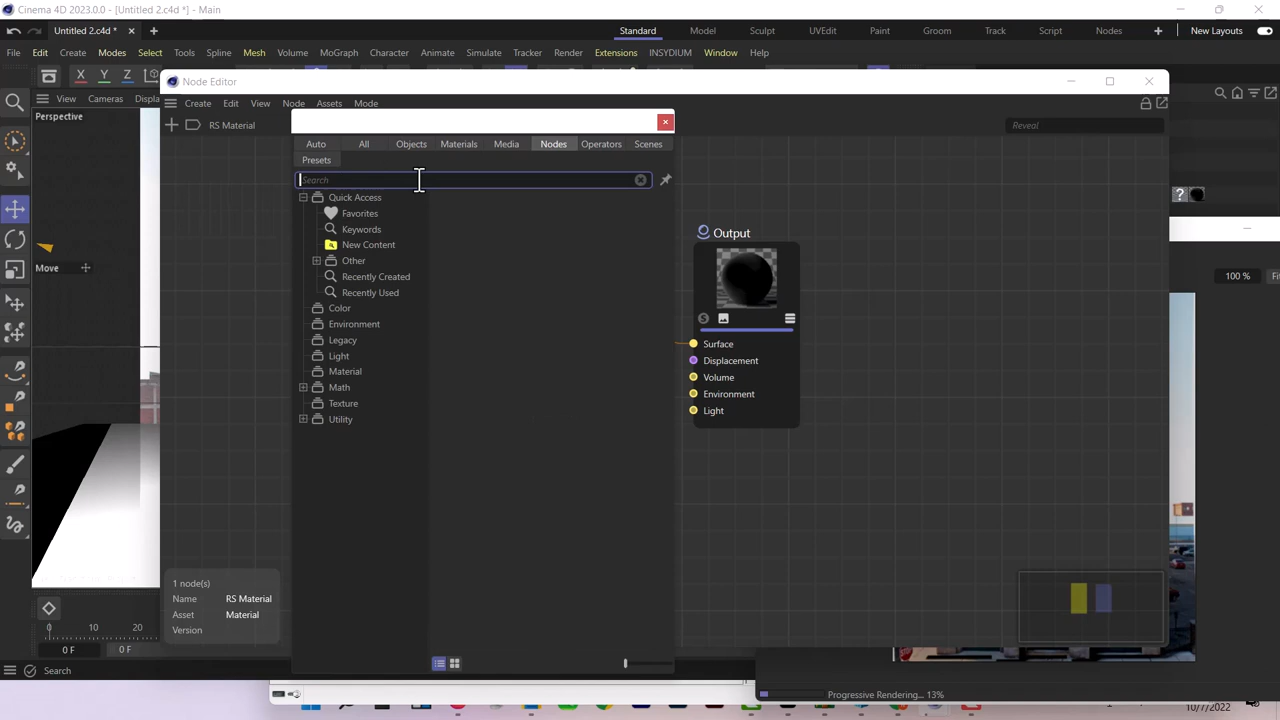 Cinema 4D 2023.0.0 - [Untitled 2.c4d *] - Main
Untitled 2.c4d *
Standard Model Sculpt UVEdit Paint Groom Track Script Nodes New Layouts
File Edit Create Modes Select Tools Spline Mesh Volume MoGraph Character Animate Simulate Tracker Render Extensions INSYDIUM Window Help
X Y Z
Node Editor
View Cameras Displa
Create Edit View Node Assets Mode
Perspective
RS Material
Reveal
Auto All Objects Materials Media Nodes Operators Scenes
Presets
Search
Quick Access
Favorites
Keywords
New Content
Other
Recently Created
Recently Used
Color
Environment
Legacy
Light
Material
Math
Texture
Utility
Move
Output
Surface
Displacement
Volume
Environment
Light
100 %
Fi
1 node(s)
Name RS Material
Asset Material
Version
0 10 20
0 F 0 F
Search
Progressive Rendering... 13%
10/7/2022